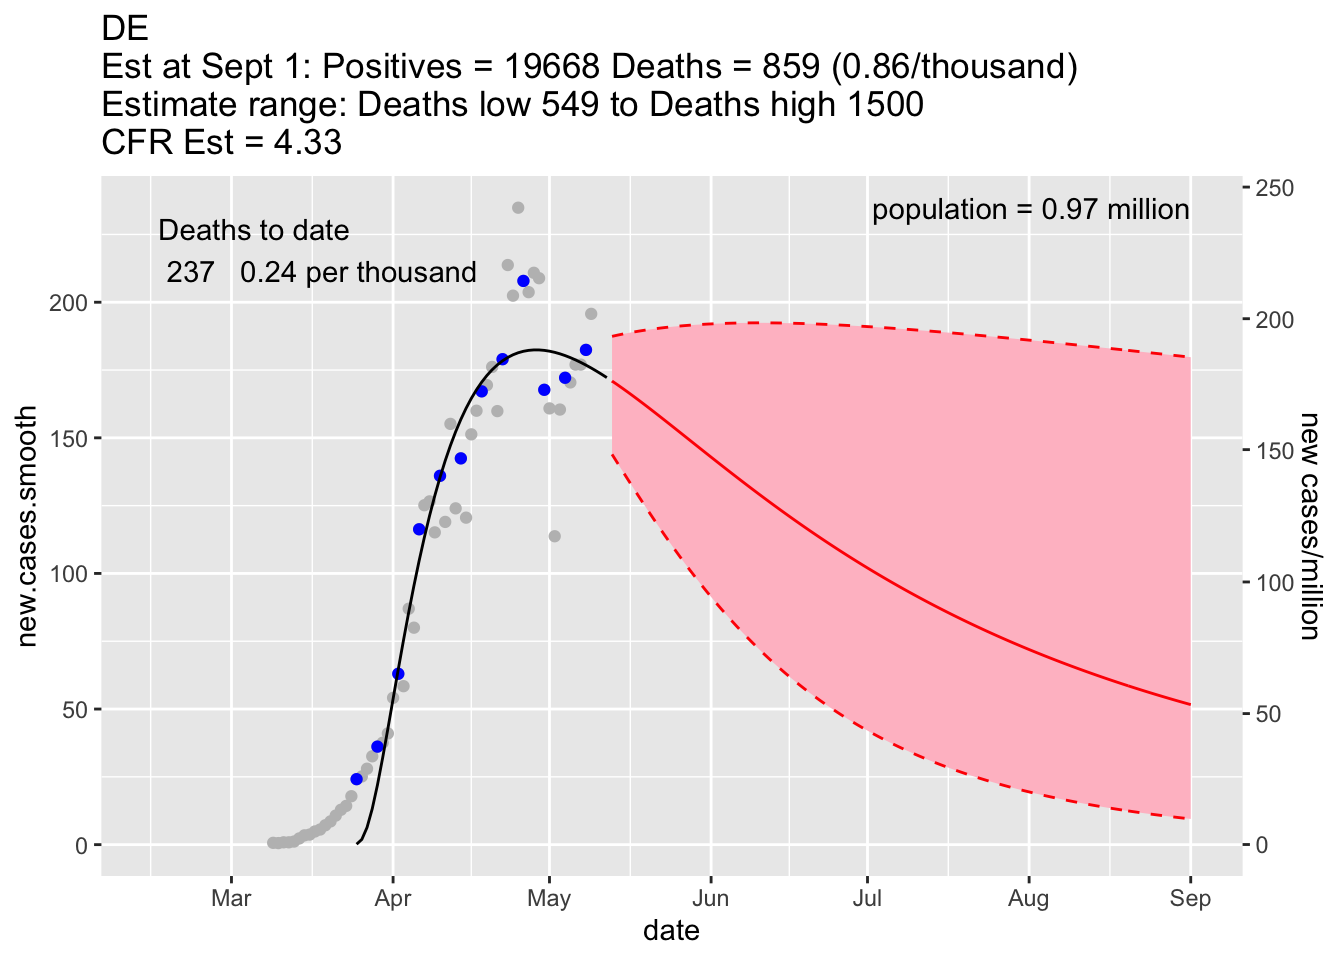 DE
Est at Sept 1: Positives = 19668 Deaths = 859 (0.86/thousand)
Estimate range: Deaths low 549 to Deaths high 1500
CFR Est = 4.33
Deaths to date
237 0.24 per thousand
population = 0.97 million
new.cases.smooth
200
150
100
50
0
250
200
150
100
50
0
new cases/million
Mar Apr May Jun Jul Aug Sep
date